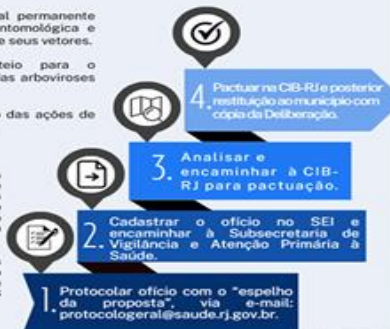 al permanente
ntomológica e
e seus vetores.
teio para o
das arboviroses
das ações de
4. Pactuar na CIB-RJ e posterior
restituição ao município com
cópia da Deliberação.
3. Analisar e
encaminhar à CIB-
RJ para pactuação.
2. Cadastrar o ofício no SEI e
encaminhar à Subsecretaria de
Vigilância e Atenção Primária à
Saúde.
1. Protocolar ofício com o "espelho
da proposta", via e-mail:
protocologeral@saude.rj.gov.br.